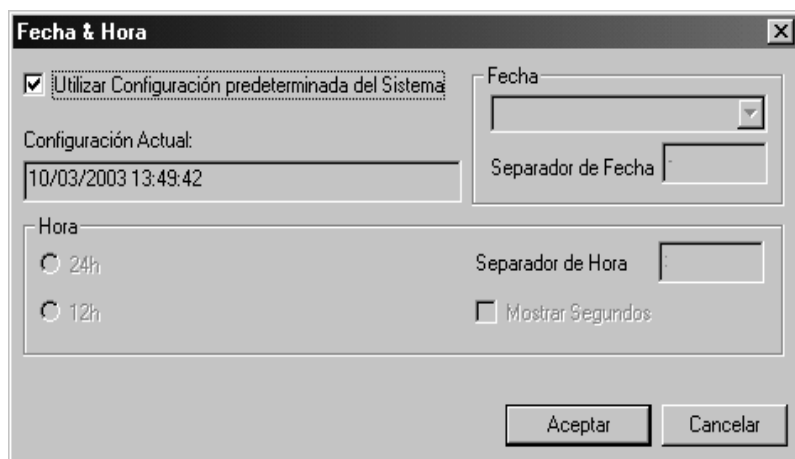 Fecha & Hora
Utilizar Configuración predeterminada del Sistema
Configuración Actual:
10/03/2003 13:49:42
Fecha
Separador de Fecha -
Hora
24h
12h
Separador de Hora :
Mostrar Segundos
Aceptar
Cancelar